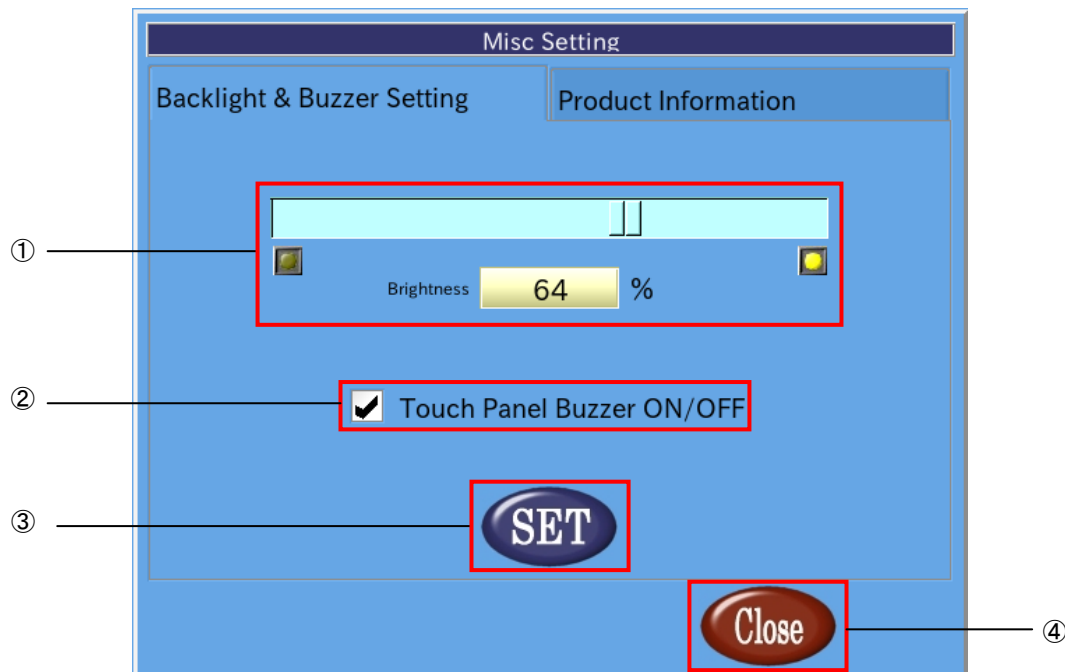 Misc Setting
Backlight & Buzzer Setting
Product Information
①
Brightness 64 %
② Touch Panel Buzzer ON/OFF
③ SET
Close ④